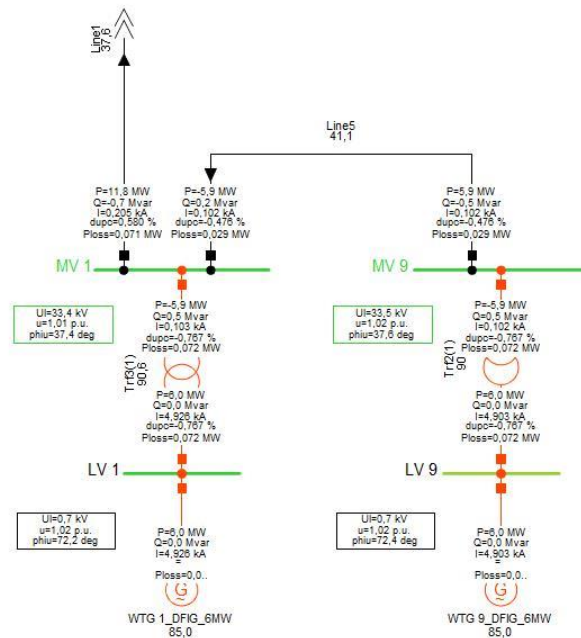 Line1
37,6
Line5
41,1
P=11,8 MW
Q=-0,7 Mvar
I=0,205 kA
dupc=0,580 %
Ploss=0,071 MW
P=-5,9 MW
Q=0,2 Mvar
I=0,102 kA
dupc=-0,476 %
Ploss=0,029 MW
P=5,9 MW
Q=-0,5 Mvar
I=0,102 kA
dupc=-0,476 %
Ploss=0,029 MW
MV 1
MV 9
Ul=33,4 kV
u=1,01 p.u.
phiu=37,4 deg
P=-5,9 MW
Q=0,5 Mvar
I=0,103 kA
dupc=-0,767 %
Ploss=0,072 MW
Ul=33,5 kV
u=1,02 p.u.
phiu=37,6 deg
P=-5,9 MW
Q=0,5 Mvar
I=0,102 kA
dupc=-0,767 %
Ploss=0,072 MW
Trf3(1)
90,6
Trf2(1)
90
P=6,0 MW
Q=0,0 Mvar
I=4,926 kA
dupc=-0,767 %
Ploss=0,072 MW
P=6,0 MW
Q=0,0 Mvar
I=4,903 kA
dupc=-0,767 %
Ploss=0,072 MW
LV 1
LV 9
Ul=0,7 kV
u=1,02 p.u.
phiu=72,2 deg
P=6,0 MW
Q=0,0 Mvar
I=4,926 kA
=
Ploss=0,0..
Ul=0,7 kV
u=1,02 p.u.
phiu=72,4 deg
P=6,0 MW
Q=0,0 Mvar
I=4,903 kA
=
Ploss=0,0..
G
~
G
~
WTG 1_DFIG_6MW
85,0
WTG 9_DFIG_6MW
85,0